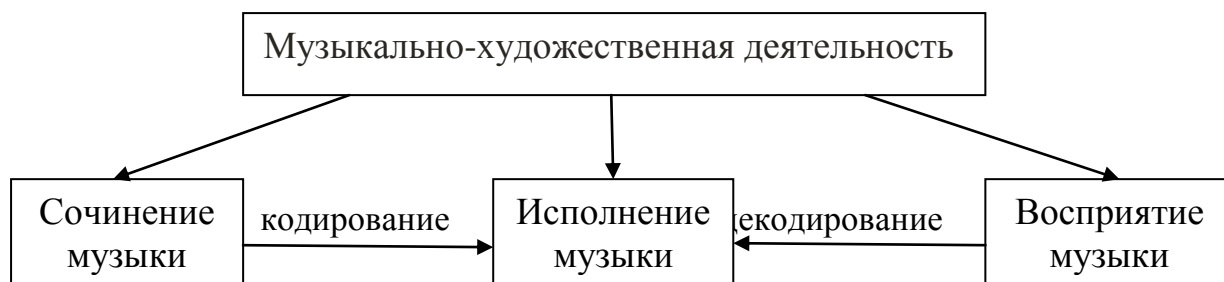 Музыкально-художественная деятельность
Сочинение
музыки
кодирование
Исполнение
музыки
декодирование
Восприятие
музыки